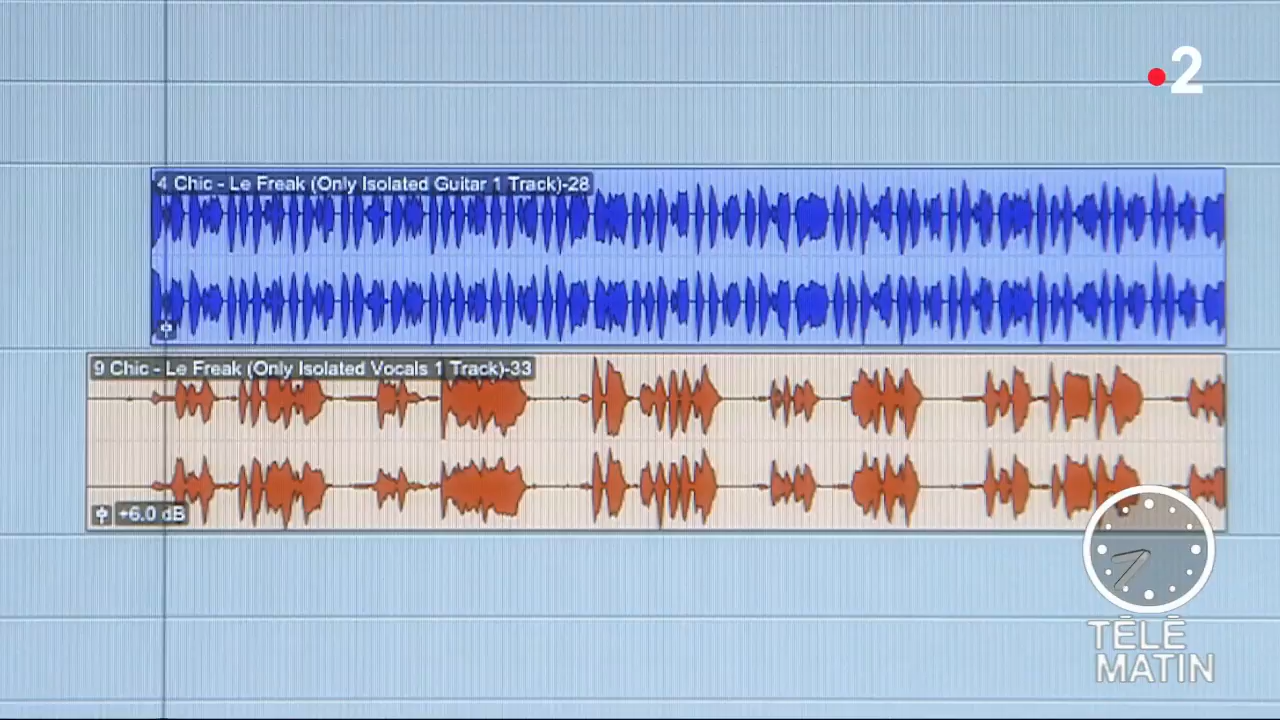 2
4 Chic - Le Freak (Only Isolated Guitar 1 Track)-28
9 Chic - Le Freak (Only Isolated Vocals 1 Track)-33
+6.0 dB
TÉLÉ
MATIN